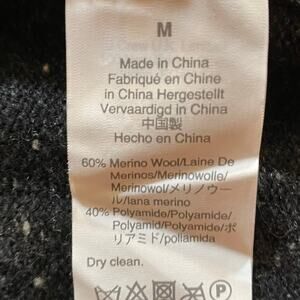 M
Made in China
Fabriqué en Chine
in China Hergestellt
Vervaardigd in China
中国製
Hecho en China
60% Merino Wool/Laine De
Merinos/Merinowolle/
Merinowol/メリノウー
ル/lana merino
40% Polyamide/Polyamide/
Polyamid/Polyamide/ポ
リアミド/poliamida
Dry clean.